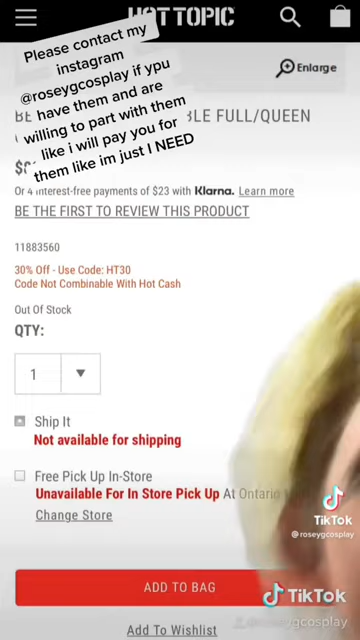 HOT TOPIC
Please contact my
instagram
@roseygcosplay if ypu
have them and are
willing to part with them
like i will pay you for
them like im just I NEED
Enlarge
FULL/QUEEN
Or 4 interest-free payments of $23 with Klarna. Learn more
BE THE FIRST TO REVIEW THIS PRODUCT
11883560
30% Off - Use Code: HT30
Code Not Combinable With Hot Cash
Out Of Stock
QTY:
1
Ship It
Not available for shipping
Free Pick Up In-Store
Unavailable For In Store Pick Up At Ontario
Change Store
TikTok
@roseygcosplay
ADD TO BAG
TikTok
@roseygcosplay
Add To Wishlist